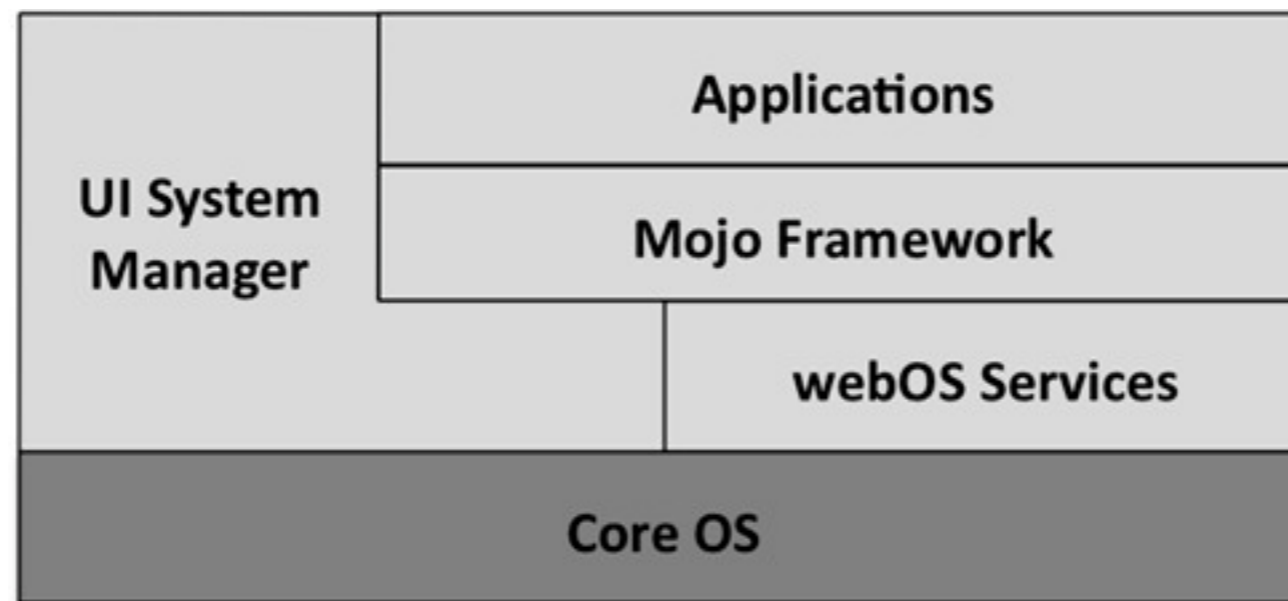 Applications
UI System
Manager
Mojo Framework
webOS Services
Core OS